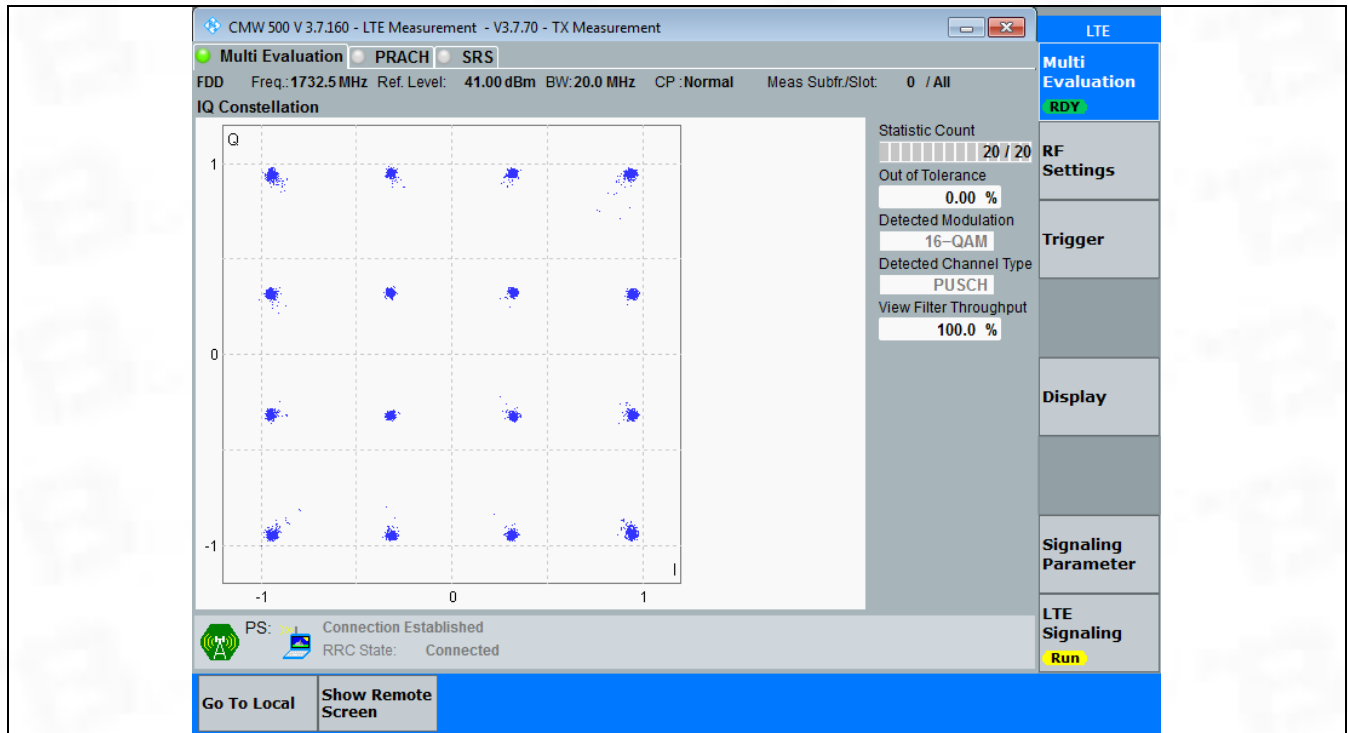 CMW 500 V 3.7.160 - LTE Measurement - V3.7.70 - TX Measurement
LTE
Multi Evaluation PRACH SRS
FDD Freq.:1732.5 MHz Ref. Level: 41.00 dBm BW:20.0 MHz CP :Normal Meas Subfr./Slot: 0 / All
IQ Constellation
Multi
Evaluation
RDY
Q
1
0
-1
I
-1 0 1
Statistic Count
20 / 20
Out of Tolerance
0.00 %
Detected Modulation
16–QAM
Detected Channel Type
PUSCH
View Filter Throughput
100.0 %
RF
Settings
Trigger
Display
Signaling
Parameter
LTE
Signaling
Run
PS:
Connection Established
RRC State: Connected
Go To Local
Show Remote
Screen